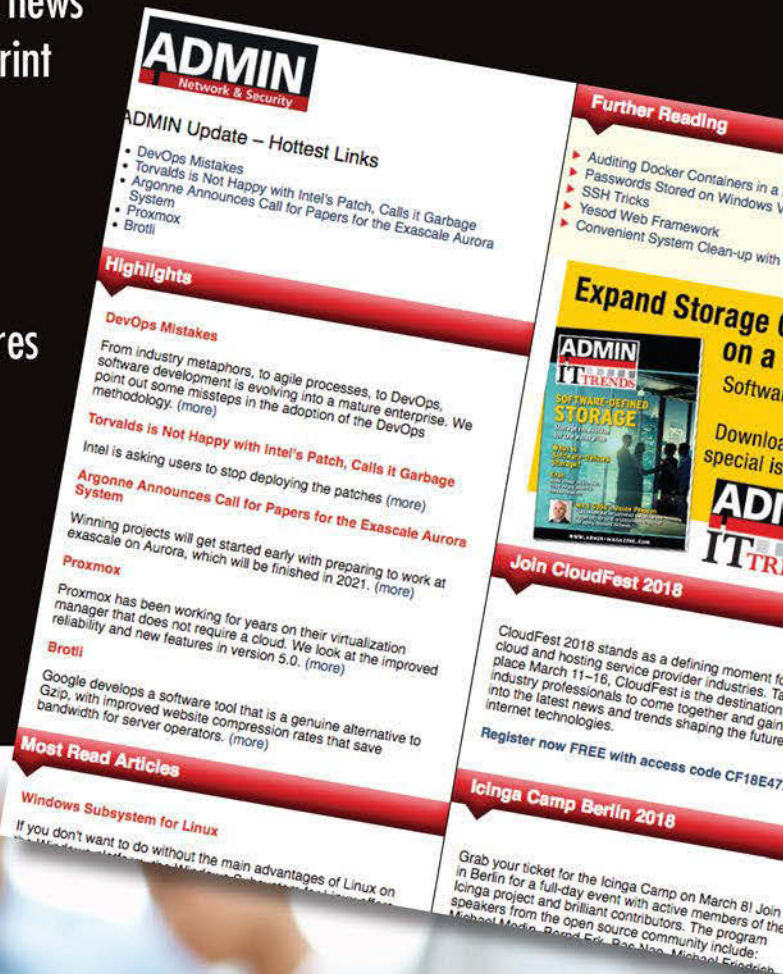 news
rint
res
ADMIN
Network & Security
ADMIN Update – Hottest Links
• DevOps Mistakes
• Torvalds is Not Happy with Intel's Patch, Calls it Garbage
• Argonne Announces Call for Papers for the Exascale Aurora
System
• Proxmox
• Brotli
Highlights
DevOps Mistakes
From industry metaphors, to agile processes, to DevOps,
software development is evolving into a mature enterprise. We
point out some missteps in the adoption of the DevOps
methodology. (more)
Torvalds is Not Happy with Intel's Patch, Calls it Garbage
Intel is asking users to stop deploying the patches (more)
Argonne Announces Call for Papers for the Exascale Aurora
System
Winning projects will get started early with preparing to work at
exascale on Aurora, which will be finished in 2021. (more)
Proxmox
Proxmox has been working for years on their virtualization
manager that does not require a cloud. We look at the improved
reliability and new features in version 5.0. (more)
Brotli
Google develops a software tool that is a genuine alternative to
Gzip, with improved website compression rates that save
bandwidth for server operators. (more)
Most Read Articles
Windows Subsystem for Linux
If you don't want to do without the main advantages of Linux on
Further Reading
Auditing Docker Containers in a
Passwords Stored on Windows V
SSH Tricks
Yesod Web Framework
Convenient System Clean-up with
Expand Storage
on a
Softwar
Downloa
special is
ADMIN
IT TRENDS
SOFTWARE-DEFINED
STORAGE
WWW.ADMIN-MAGAZINE.COM
ADI
IT TRE
Join CloudFest 2018
CloudFest 2018 stands as a defining moment fo
cloud and hosting service provider industries. Ta
place March 11–16, CloudFest is the destination
industry professionals to come together and gain
into the latest news and trends shaping the future
internet technologies.
Register now FREE with access code CF18E47
Icinga Camp Berlin 2018
Grab your ticket for the Icinga Camp on March 8! Join
in Berlin for a full-day event with active members of the
Icinga project and brilliant contributors. The program
speakers from the open source community include: